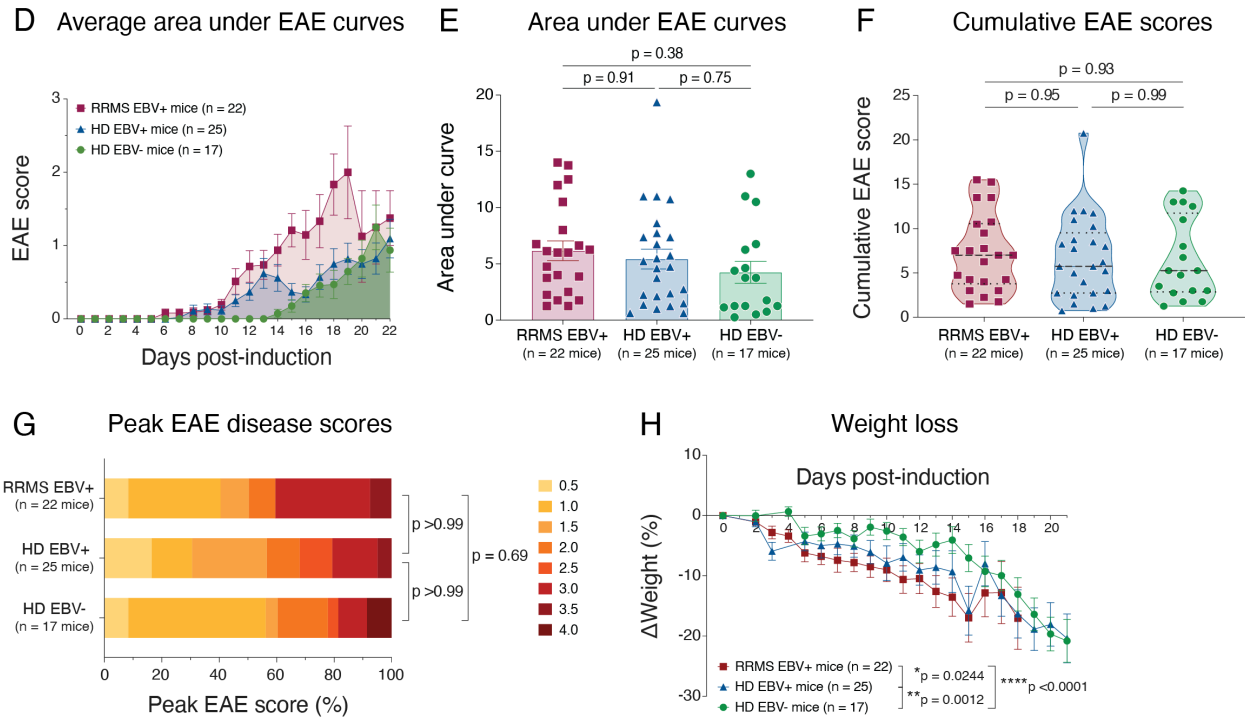 D Average area under EAE curves
EAE score
3
2
1
0
RRMS EBV+ mice (n = 22)
HD EBV+ mice (n = 25)
HD EBV- mice (n = 17)
0 2 4 6 8 10 12 14 16 18 20 22
Days post-induction
E Area under EAE curves
p = 0.38
p = 0.91 p = 0.75
Area under curve
20
15
10
5
0
RRMS EBV+ HD EBV+ HD EBV-
(n = 22 mice) (n = 25 mice) (n = 17 mice)
F Cumulative EAE scores
p = 0.93
p = 0.95 p = 0.99
Cumulative EAE score
25
20
15
10
5
0
RRMS EBV+ HD EBV+ HD EBV-
(n = 22 mice) (n = 25 mice) (n = 17 mice)
G Peak EAE disease scores
RRMS EBV+
(n = 22 mice)
HD EBV+
(n = 25 mice)
HD EBV-
(n = 17 mice)
0 20 40 60 80 100
Peak EAE score (%)
p >0.99
p >0.99
p = 0.69
0.5
1.0
1.5
2.0
2.5
3.0
3.5
4.0
H Weight loss
Days post-induction
ΔWeight (%)
10
0
-10
-20
-30
0 2 4 6 8 10 12 14 16 18 20
RRMS EBV+ mice (n = 22)
HD EBV+ mice (n = 25)
HD EBV- mice (n = 17)
*p = 0.0244
**p = 0.0012
****p <0.0001